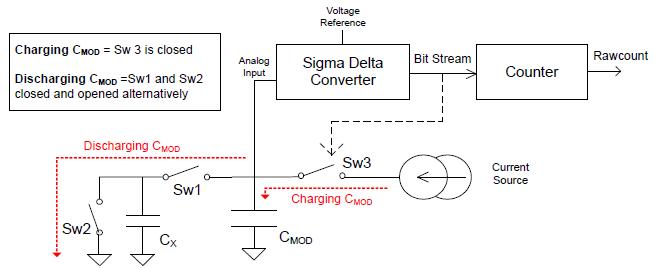 Voltage
Reference
Charging CMOD = Sw 3 is closed
Discharging CMOD =Sw1 and Sw2
closed and opened alternatively
Analog
Input
Sigma Delta
Converter
Bit Stream
Counter
Rawcount
Discharging CMOD
Sw3
Current
Source
Sw1
Charging CMOD
Sw2
CX
CMOD